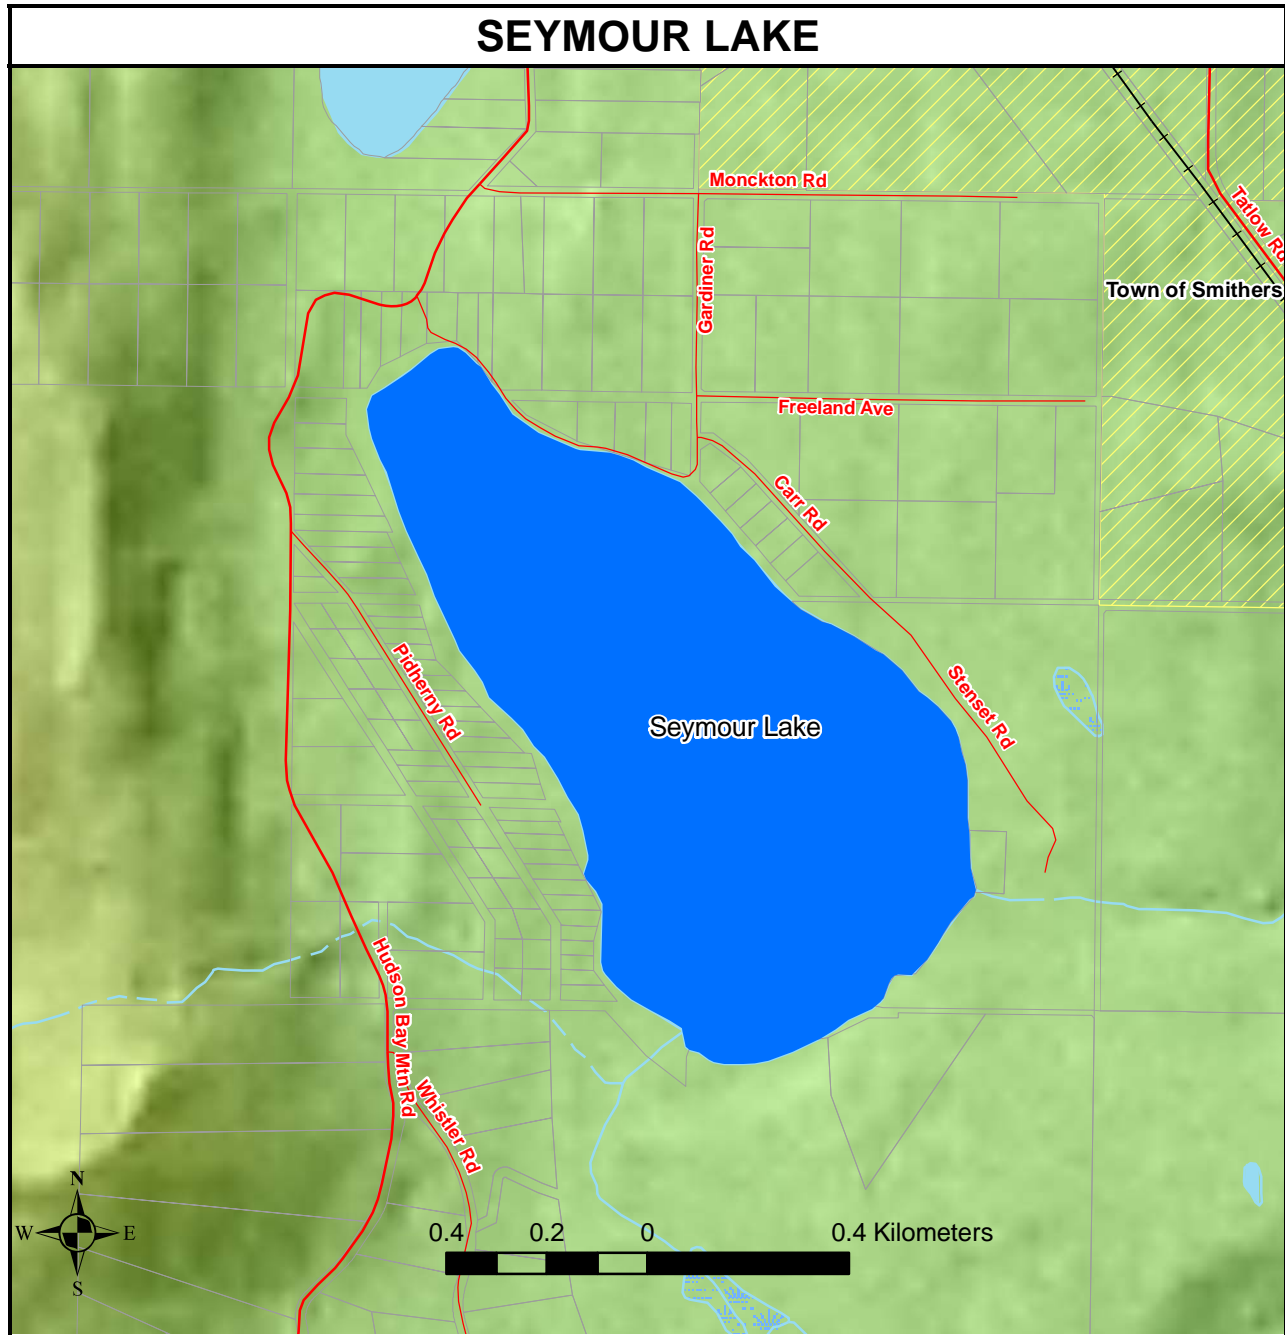 SEYMOUR LAKE
Monckton Rd
Tatlow Rd
Gardiner Rd
Town of Smithers
Freeland Ave
Carr Rd
Pidherny Rd
Stenset Rd
Seymour Lake
Hudson Bay Mtn Rd
Whistler Rd
N
W E
S
0.4 0.2 0 0.4 Kilometers